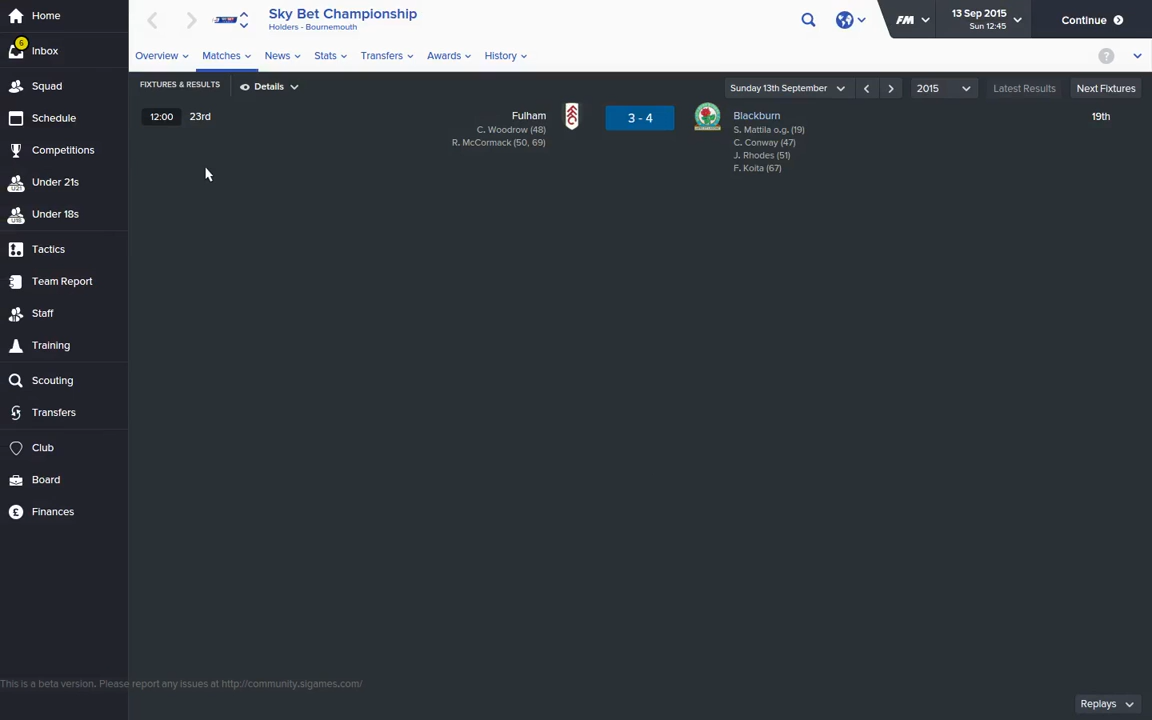 Home
6
Inbox
Squad
Schedule
Competitions
Under 21s
Under 18s
Tactics
Team Report
Staff
Training
Scouting
Transfers
Club
Board
Finances
Sky Bet Championship
Holders - Bournemouth
FM
13 Sep 2015
Sun 12:45
Continue
Overview
Matches
News
Stats
Transfers
Awards
History
?
FIXTURES & RESULTS
Details
Sunday 13th September
2015
Latest Results
Next Fixtures
12:00 23rd Fulham 3 - 4 Blackburn 19th
C. Woodrow (48)
R. McCormack (50, 69)
S. Mattila o.g. (19)
C. Conway (47)
J. Rhodes (51)
F. Koita (67)
This is a beta version. Please report any issues at http://community.sigames.com/
Replays